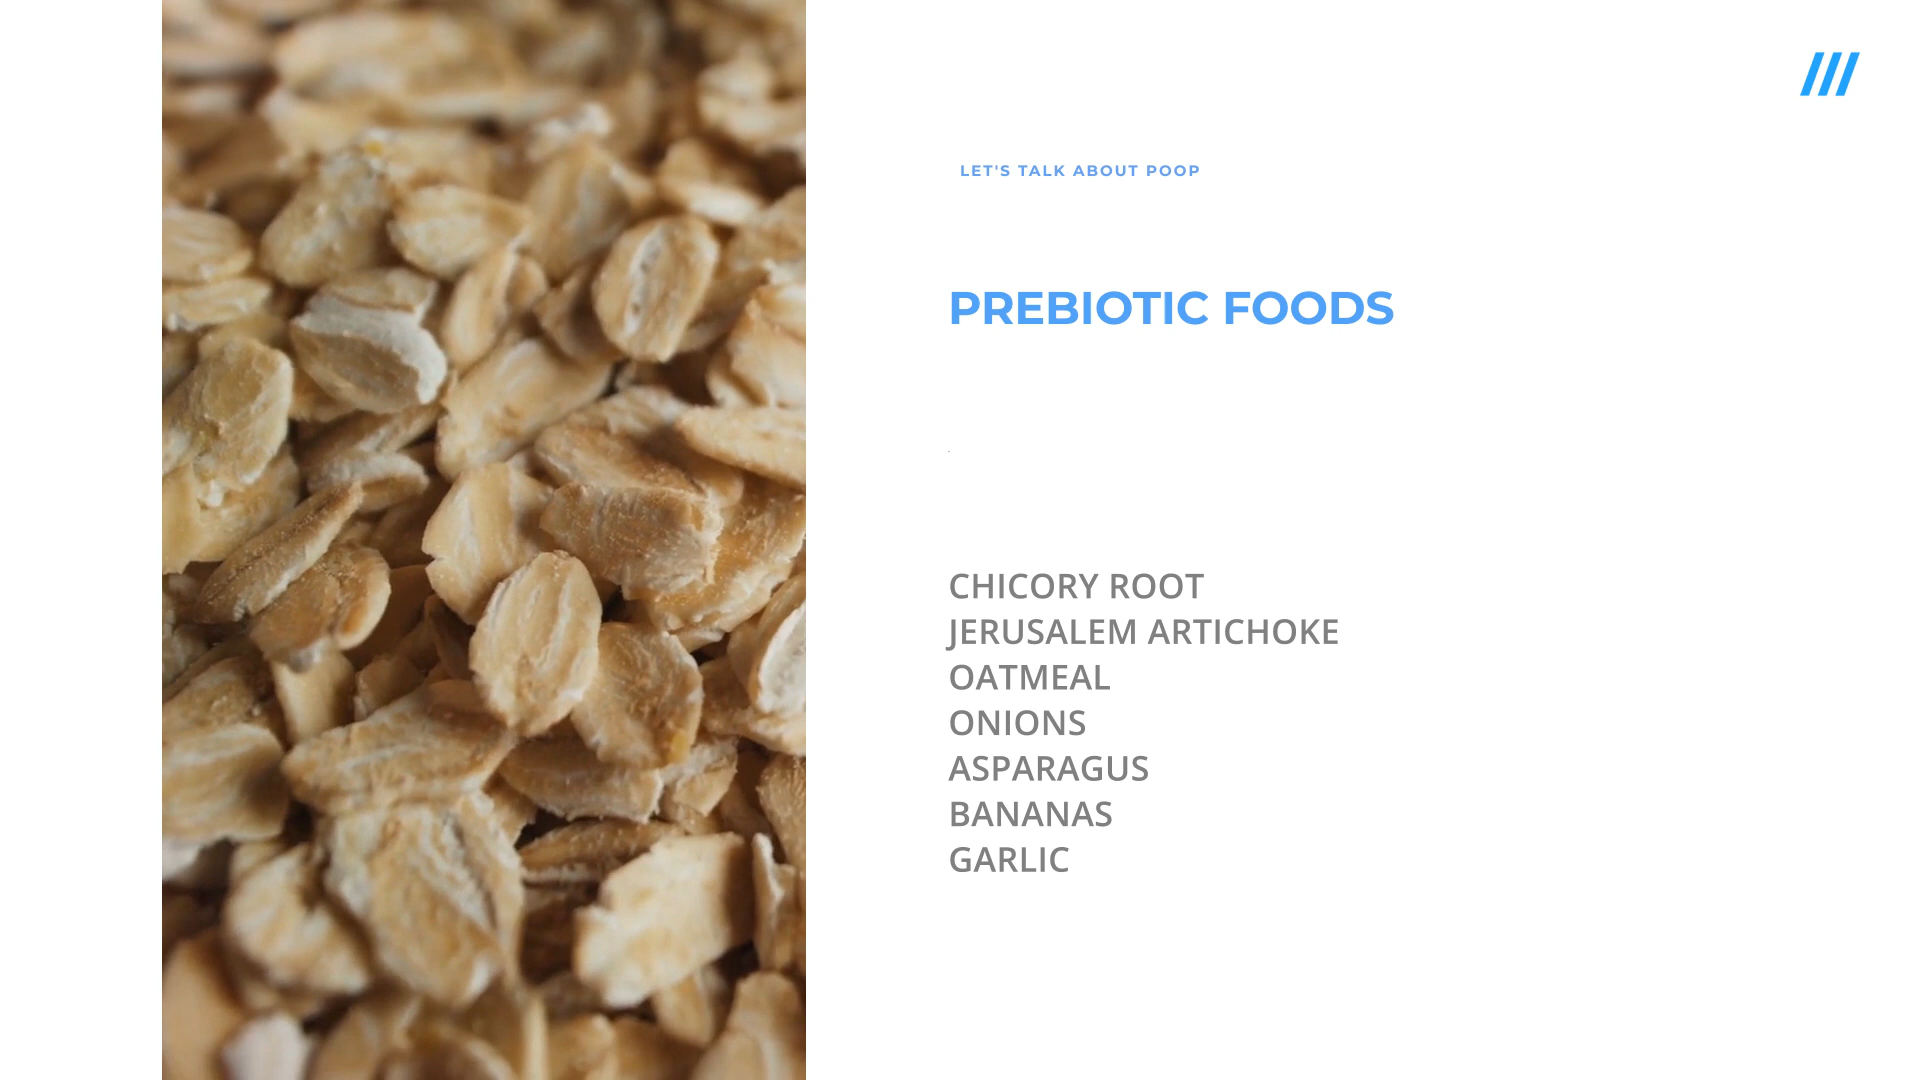 LET'S TALK ABOUT POOP
PREBIOTIC FOODS
CHICORY ROOT
JERUSALEM ARTICHOKE
OATMEAL
ONIONS
ASPARAGUS
BANANAS
GARLIC